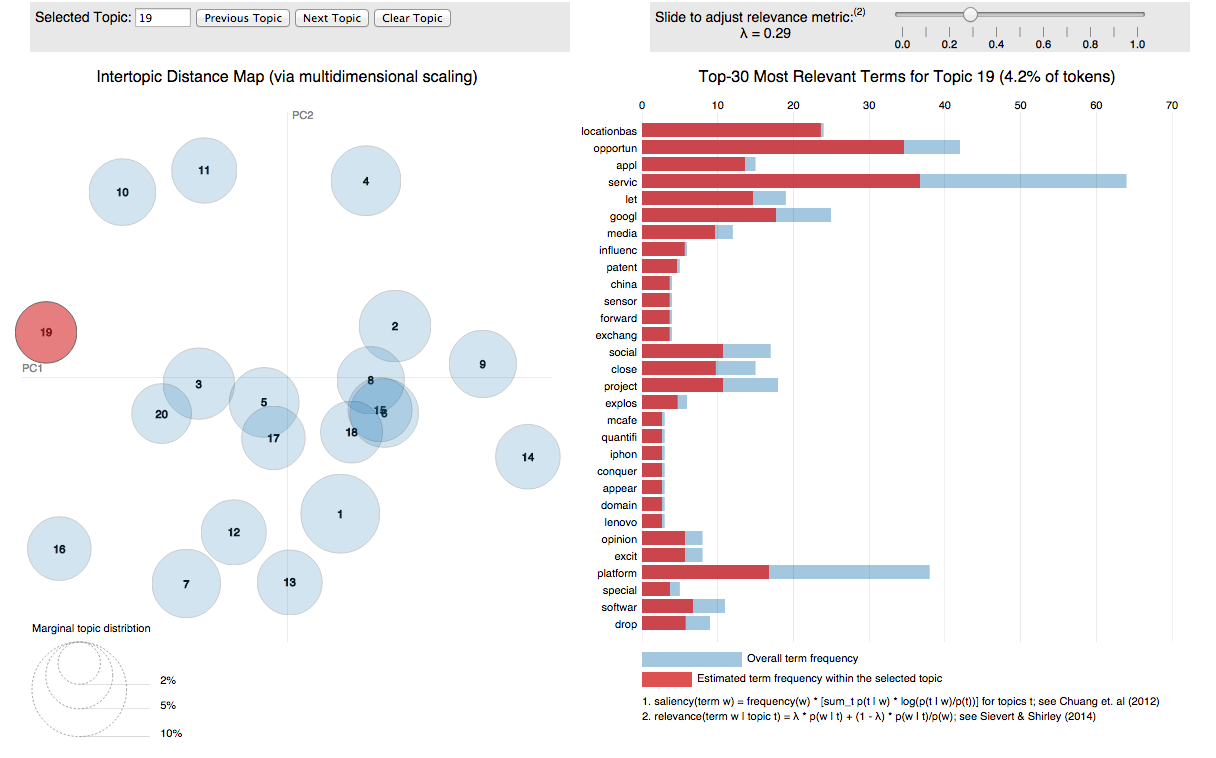 Selected Topic: 19 Previous Topic Next Topic Clear Topic
Slide to adjust relevance metric:(2)
λ = 0.29
0.0 0.2 0.4 0.6 0.8 1.0
Intertopic Distance Map (via multidimensional scaling)
PC2
PC1
10
11
4
19
2
9
3
8
5
20
15
6
17
18
14
1
12
16
7
13
Marginal topic distribtion
2%
5%
10%
Top-30 Most Relevant Terms for Topic 19 (4.2% of tokens)
0 10 20 30 40 50 60 70
locationbas
opportun
appl
servic
let
googl
media
influenc
patent
china
sensor
forward
exchang
social
close
project
explos
mcafe
quantifi
iphon
conquer
appear
domain
lenovo
opinion
excit
platform
special
softwar
drop
Overall term frequency
Estimated term frequency within the selected topic
1. saliency(term w) = frequency(w) * [sum_t p(t | w) * log(p(t | w)/p(t))] for topics t; see Chuang et. al (2012)
2. relevance(term w | topic t) = λ * p(w | t) + (1 - λ) * p(w | t)/p(w); see Sievert & Shirley (2014)